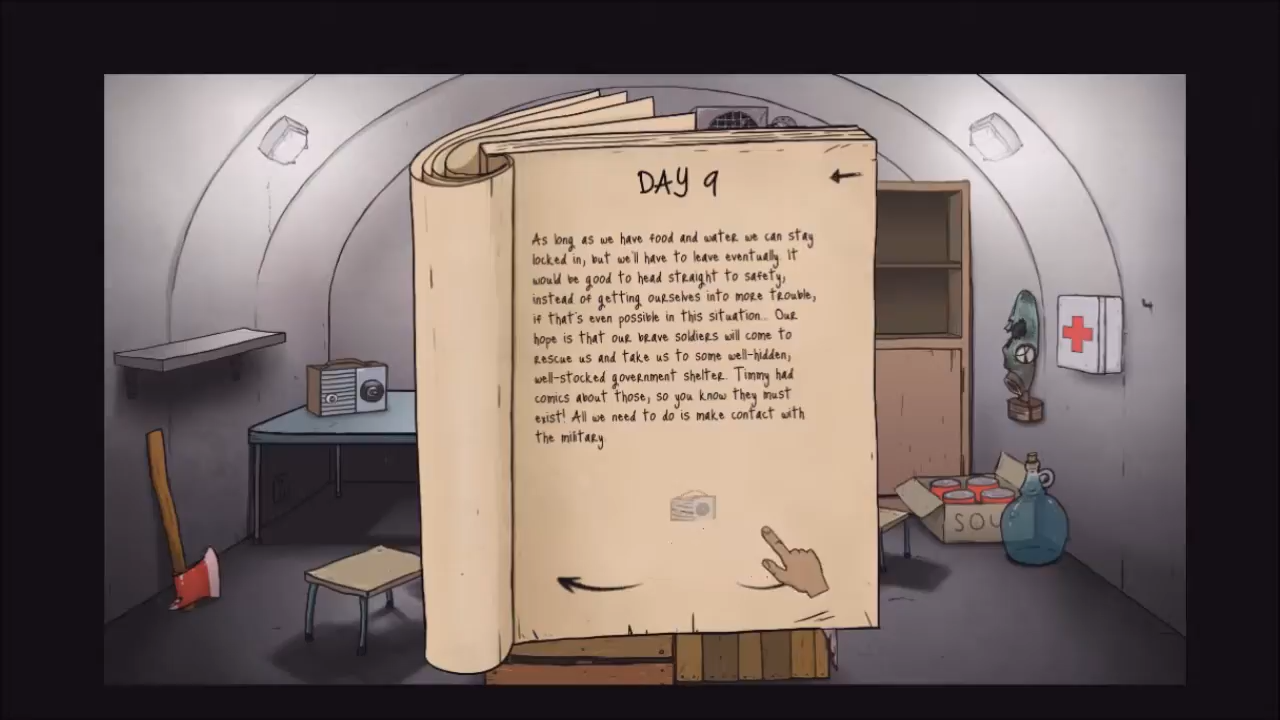 DAY 9
As long as we have food and water we can stay
locked in, but we'll have to leave eventually. It
would be good to head straight to safety,
instead of getting ourselves into more trouble,
if that's even possible in this situation... Our
hope is that our brave soldiers will come to
rescue us and take us to some well-hidden,
well-stocked government shelter. Timmy had
comics about those, so you know they must
exist! All we need to do is make contact with
the military.
SOU